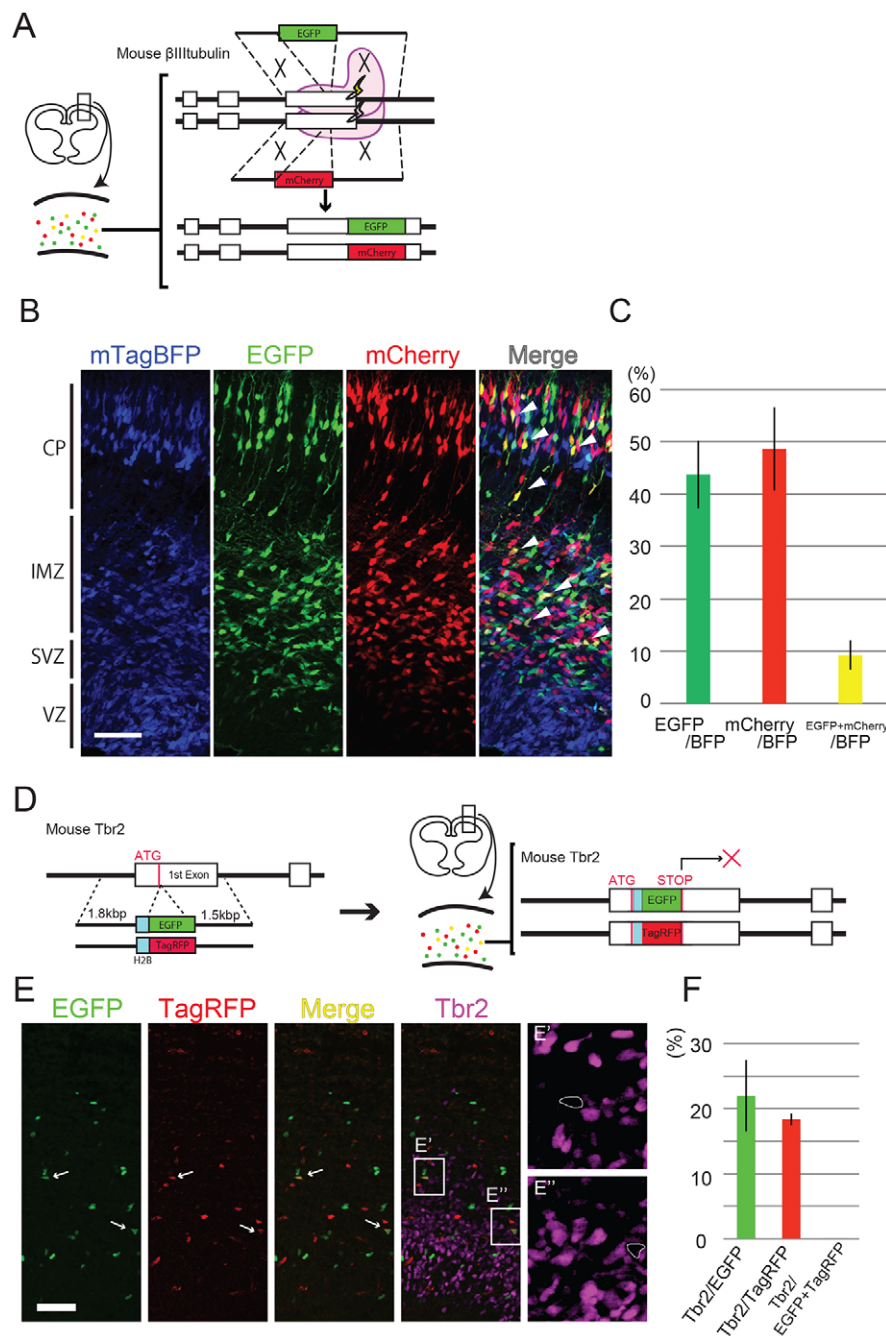 A
Mouse βIIItubulin
EGFP
mCherry
EGFP
mCherry
B
mTagBFP
EGFP
mCherry
Merge
CP
IMZ
SVZ
VZ
C
(%)
60
50
40
30
20
10
0
EGFP
/BFP
mCherry
/BFP
EGFP+mCherry
/BFP
D
Mouse Tbr2
ATG
1st Exon
1.8kbp
1.5kbp
EGFP
TagRFP
H2B
Mouse Tbr2
ATG
STOP
EGFP
TagRFP
E
EGFP
TagRFP
Merge
Tbr2
E'
E''
E'
E''
F
(%)
30
20
10
0
Tbr2/EGFP
Tbr2/TagRFP
Tbr2/
EGFP+TagRFP